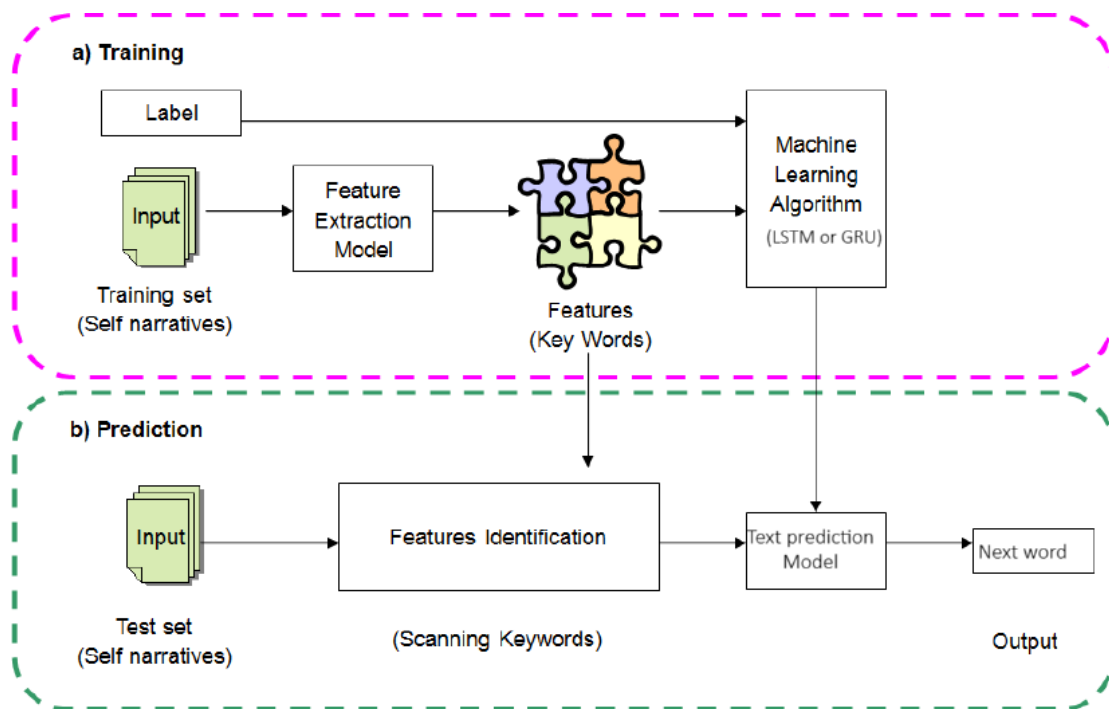 a) Training
Label
Input
Training set
(Self narratives)
Feature
Extraction
Model
Features
(Key Words)
Machine
Learning
Algorithm
(LSTM or GRU)
b) Prediction
Input
Test set
(Self narratives)
Features Identification
(Scanning Keywords)
Text prediction
Model
Next word
Output